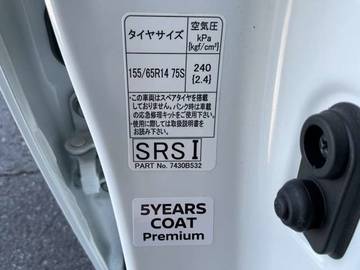 タイヤサイズ
空気圧
kPa
{kgf/cm²}
155/65R14 75S
240
{2.4}
・この車両はスペアタイヤを搭載
しておりません。パンク時は車載
の応急修理キットをご使用ください。
・使用に際しては取扱説明書を
お読み下さい。
SRS I
PART No. 7430B532
5YEARS
COAT
Premium